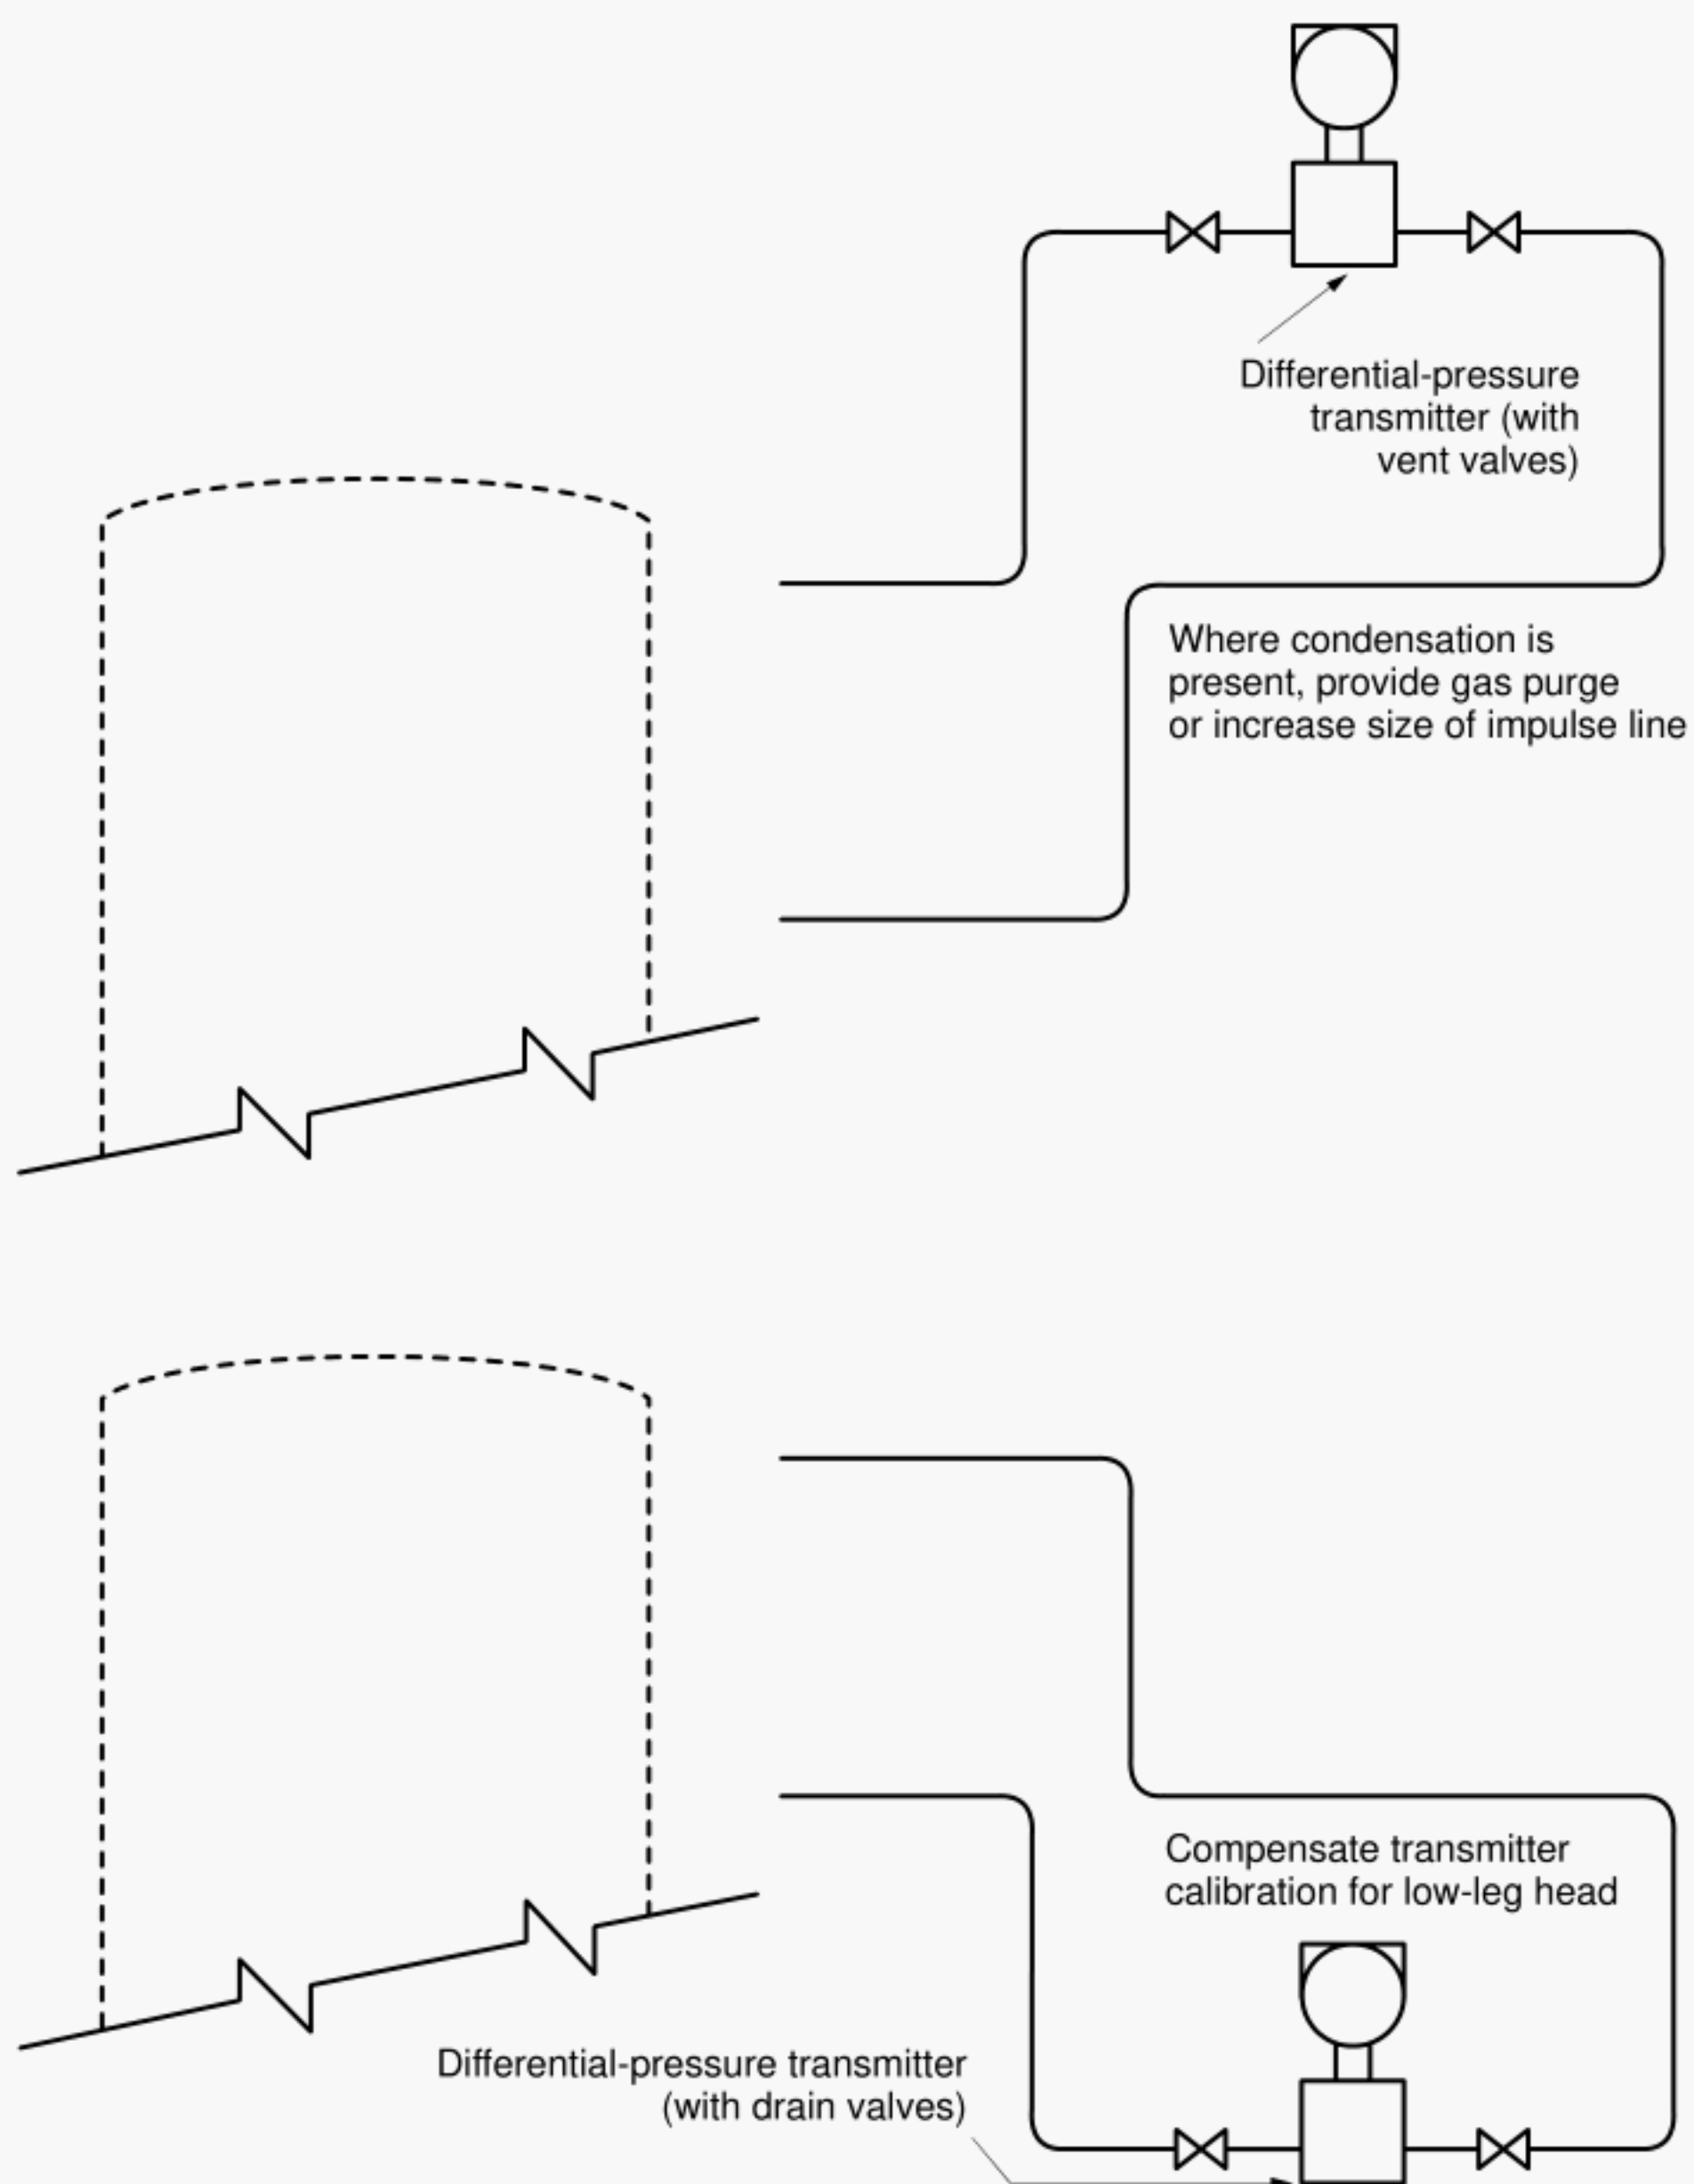 Differential-pressure
transmitter (with
vent valves)
Where condensation is
present, provide gas purge
or increase size of impulse line
Compensate transmitter
calibration for low-leg head
Differential-pressure transmitter
(with drain valves)